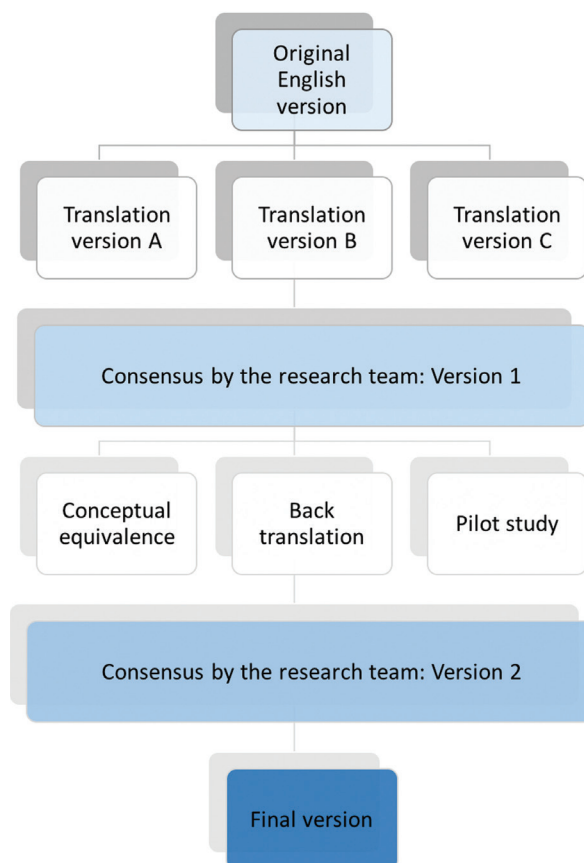 Original
English
version
Translation
version A
Translation
version B
Translation
version C
Consensus by the research team: Version 1
Conceptual
equivalence
Back
translation
Pilot study
Consensus by the research team: Version 2
Final version